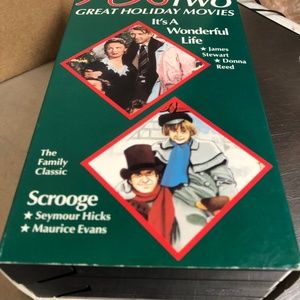 TWO
GREAT HOLIDAY MOVIES
It's A
Wonderful
Life
★ James
Stewart
★ Donna
Reed
The
Family
Classic
Scrooge
★ Seymour Hicks
★ Maurice Evans